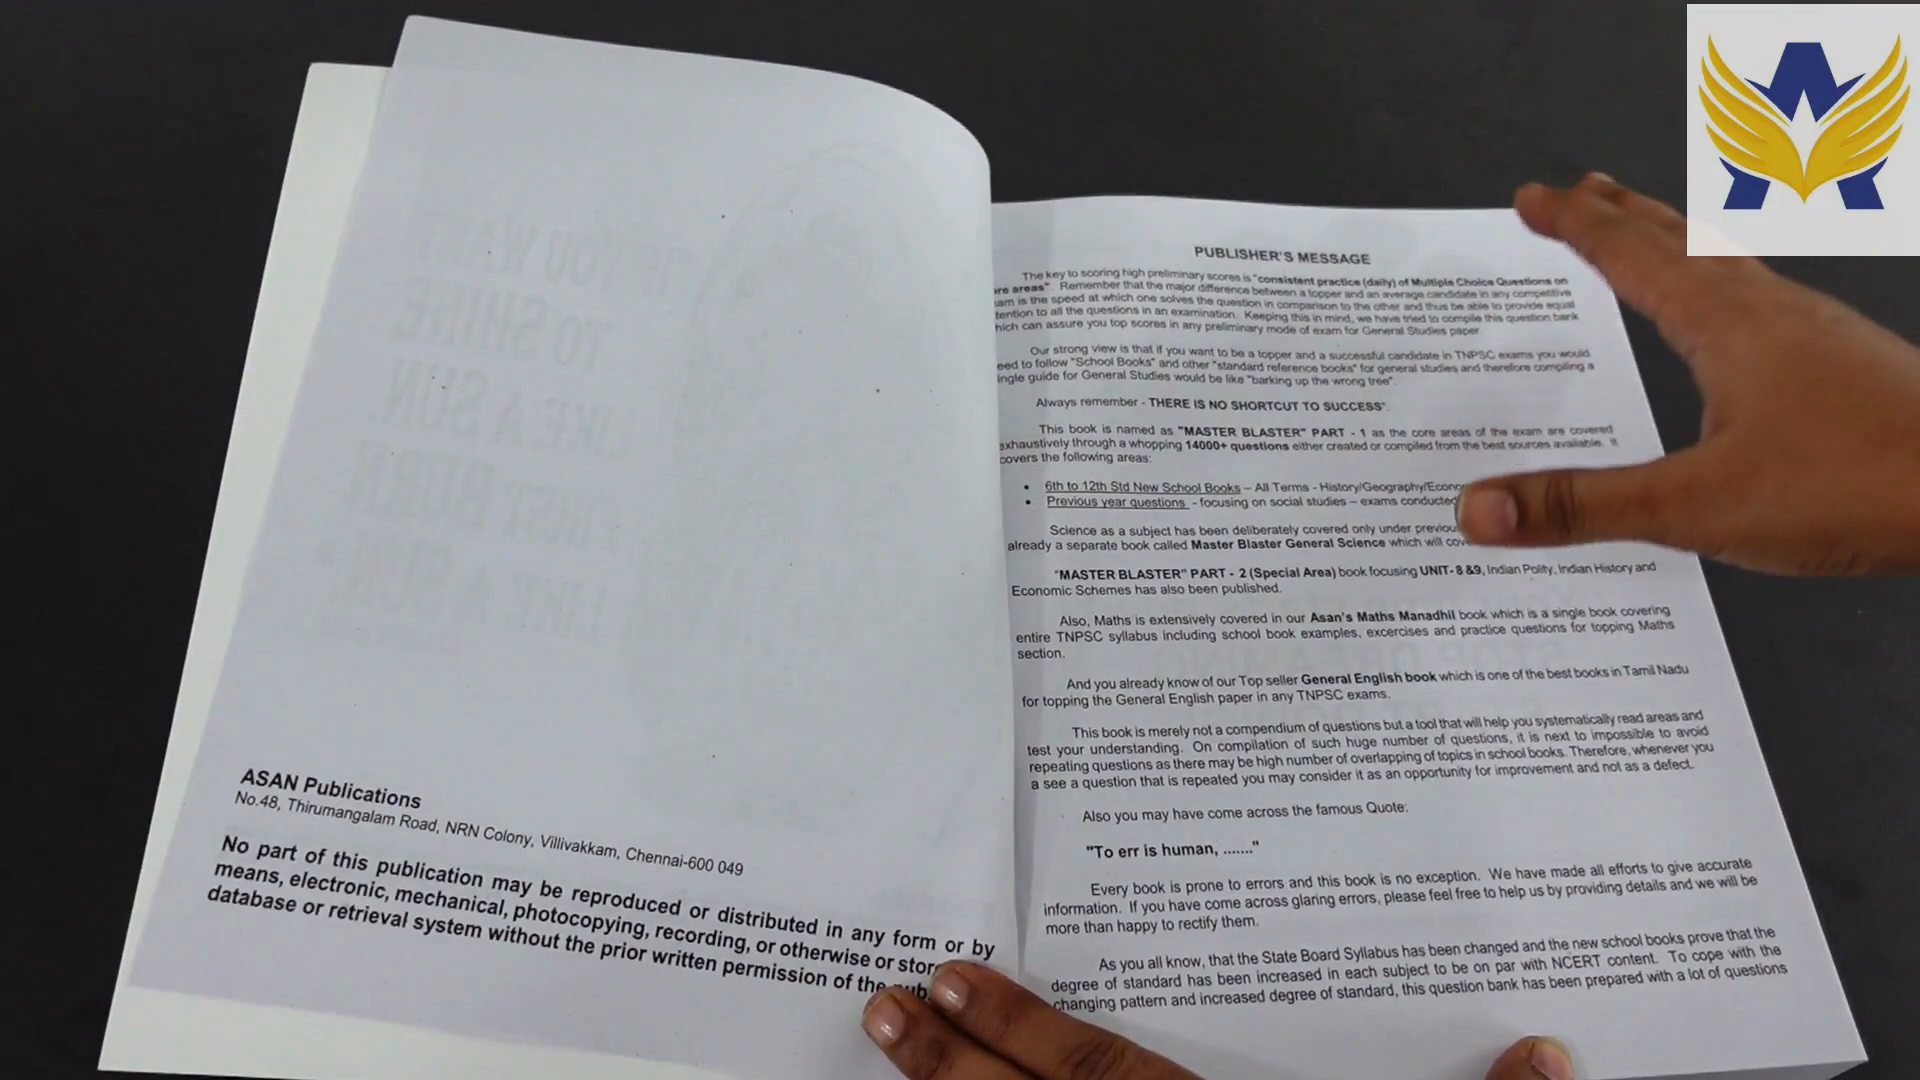 ASAN Publications
No.48, Thirumangalam Road, NRN Colony, Villivakkam, Chennai-600 049
No part of this publication may be reproduced or distributed in any form or by
means, electronic, mechanical, photocopying, recording, or otherwise or
database or retrieval system without the prior written permission of the
PUBLISHER'S MESSAGE
The key to scoring high preliminary scores is "consistent practice (daily) of Multiple Choice Questions on
areas". Remember that the major difference between a topper and an average candidate in any competitive
is the speed at which one solves the question in comparison to the other and thus be able to provide equal
to all the questions in an examination. Keeping this in mind, we have tried to compile this question bank
can assure you top scores in any preliminary mode of exam for General Studies paper.
Our strong view is that if you want to be a topper and a successful candidate in TNPSC exams you would
to follow "School Books" and other "standard reference books" for general studies and therefore compiling a
guide for General Studies would be like "barking up the wrong tree".
Always remember - THERE IS NO SHORTCUT TO SUCCESS".
This book is named as "MASTER BLASTER" PART - 1 as the core areas of the exam are covered
exhaustively through a whopping 14000+ questions either created or compiled from the best sources available. It
covers the following areas:
• 6th to 12th Std New School Books – All Terms - History/Geography/
• Previous year questions - focusing on social studies – exams conducted
Science as a subject has been deliberately covered only under
already a separate book called Master Blaster General Science which will
"MASTER BLASTER" PART - 2 (Special Area) book focusing UNIT- 8 &9, Indian Polity, Indian History and
Economic Schemes has also been published.
Also, Maths is extensively covered in our Asan's Maths Manadhil book which is a single book covering
entire TNPSC syllabus including school book examples, excercises and practice questions for topping Maths
section.
And you already know of our Top seller General English book which is one of the best books in Tamil Nadu
for topping the General English paper in any TNPSC exams.
This book is merely not a compendium of questions but a tool that will help you systematically read areas and
test your understanding. On compilation of such huge number of questions, it is next to impossible to avoid
repeating questions as there may be high number of overlapping of topics in school books. Therefore, whenever you
a see a question that is repeated you may consider it as an opportunity for improvement and not as a defect.
Also you may have come across the famous Quote:
"To err is human, ......."
Every book is prone to errors and this book is no exception. We have made all efforts to give accurate
information. If you have come across glaring errors, please feel free to help us by providing details and we will be
more than happy to rectify them.
As you all know, that the State Board Syllabus has been changed and the new school books prove that the
degree of standard has been increased in each subject to be on par with NCERT content. To cope with the
changing pattern and increased degree of standard, this question bank has been prepared with a lot of questions